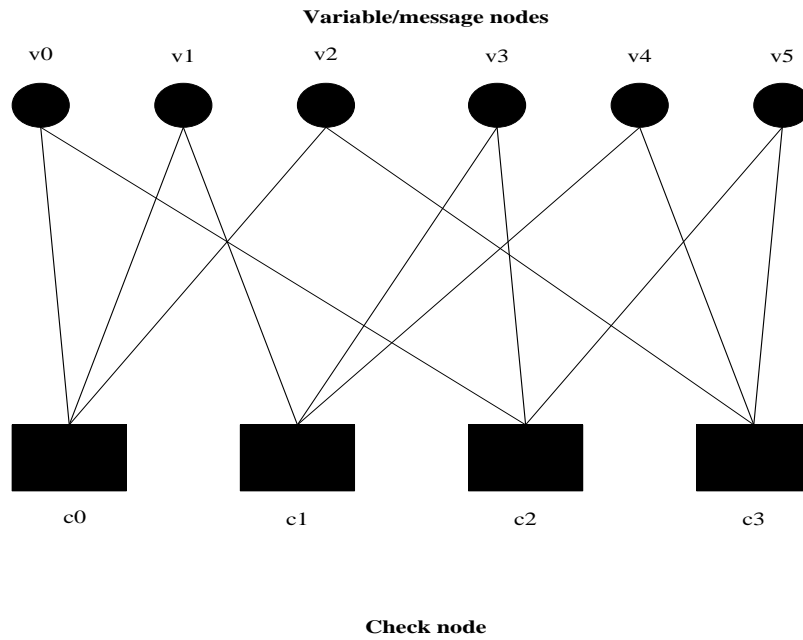 Variable/message nodes
v0 v1 v2 v3 v4 v5
c0 c1 c2 c3
Check node